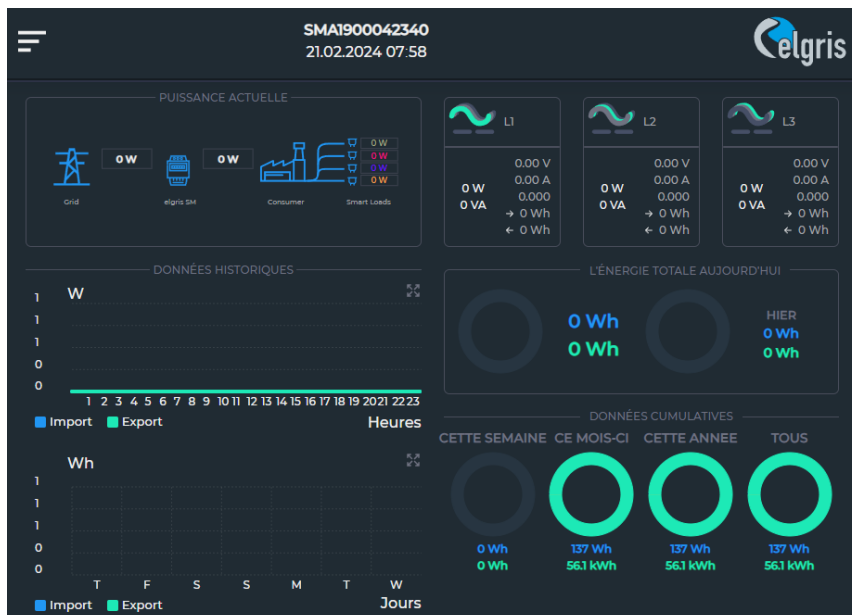 SMA1900042340
21.02.2024 07:58
elgris
PUISSANCE ACTUELLE
0 W
0 W
0 W
0 W
0 W
0 W
Grid
elgris SM
Consumer
Smart Loads
L1
0.00 V
0.00 A
0.000
0 W
0 VA
→ 0 Wh
← 0 Wh
L2
0.00 V
0.00 A
0.000
0 W
0 VA
→ 0 Wh
← 0 Wh
L3
0.00 V
0.00 A
0.000
0 W
0 VA
→ 0 Wh
← 0 Wh
DONNÉES HISTORIQUES
W
1
1
1
0
0
1 2 3 4 5 6 7 8 9 10 11 12 13 14 15 16 17 18 19 20 21 22 23
Import Export Heures
Wh
1
1
1
0
0
T F S S M T W
Import Export Jours
L'ÉNERGIE TOTALE AUJOURD'HUI
0 Wh
0 Wh
HIER
0 Wh
0 Wh
DONNÉES CUMULATIVES
CETTE SEMAINE CE MOIS-CI CETTE ANNEE TOUS
0 Wh 137 Wh 137 Wh 137 Wh
0 Wh 56.1 kWh 56.1 kWh 56.1 kWh